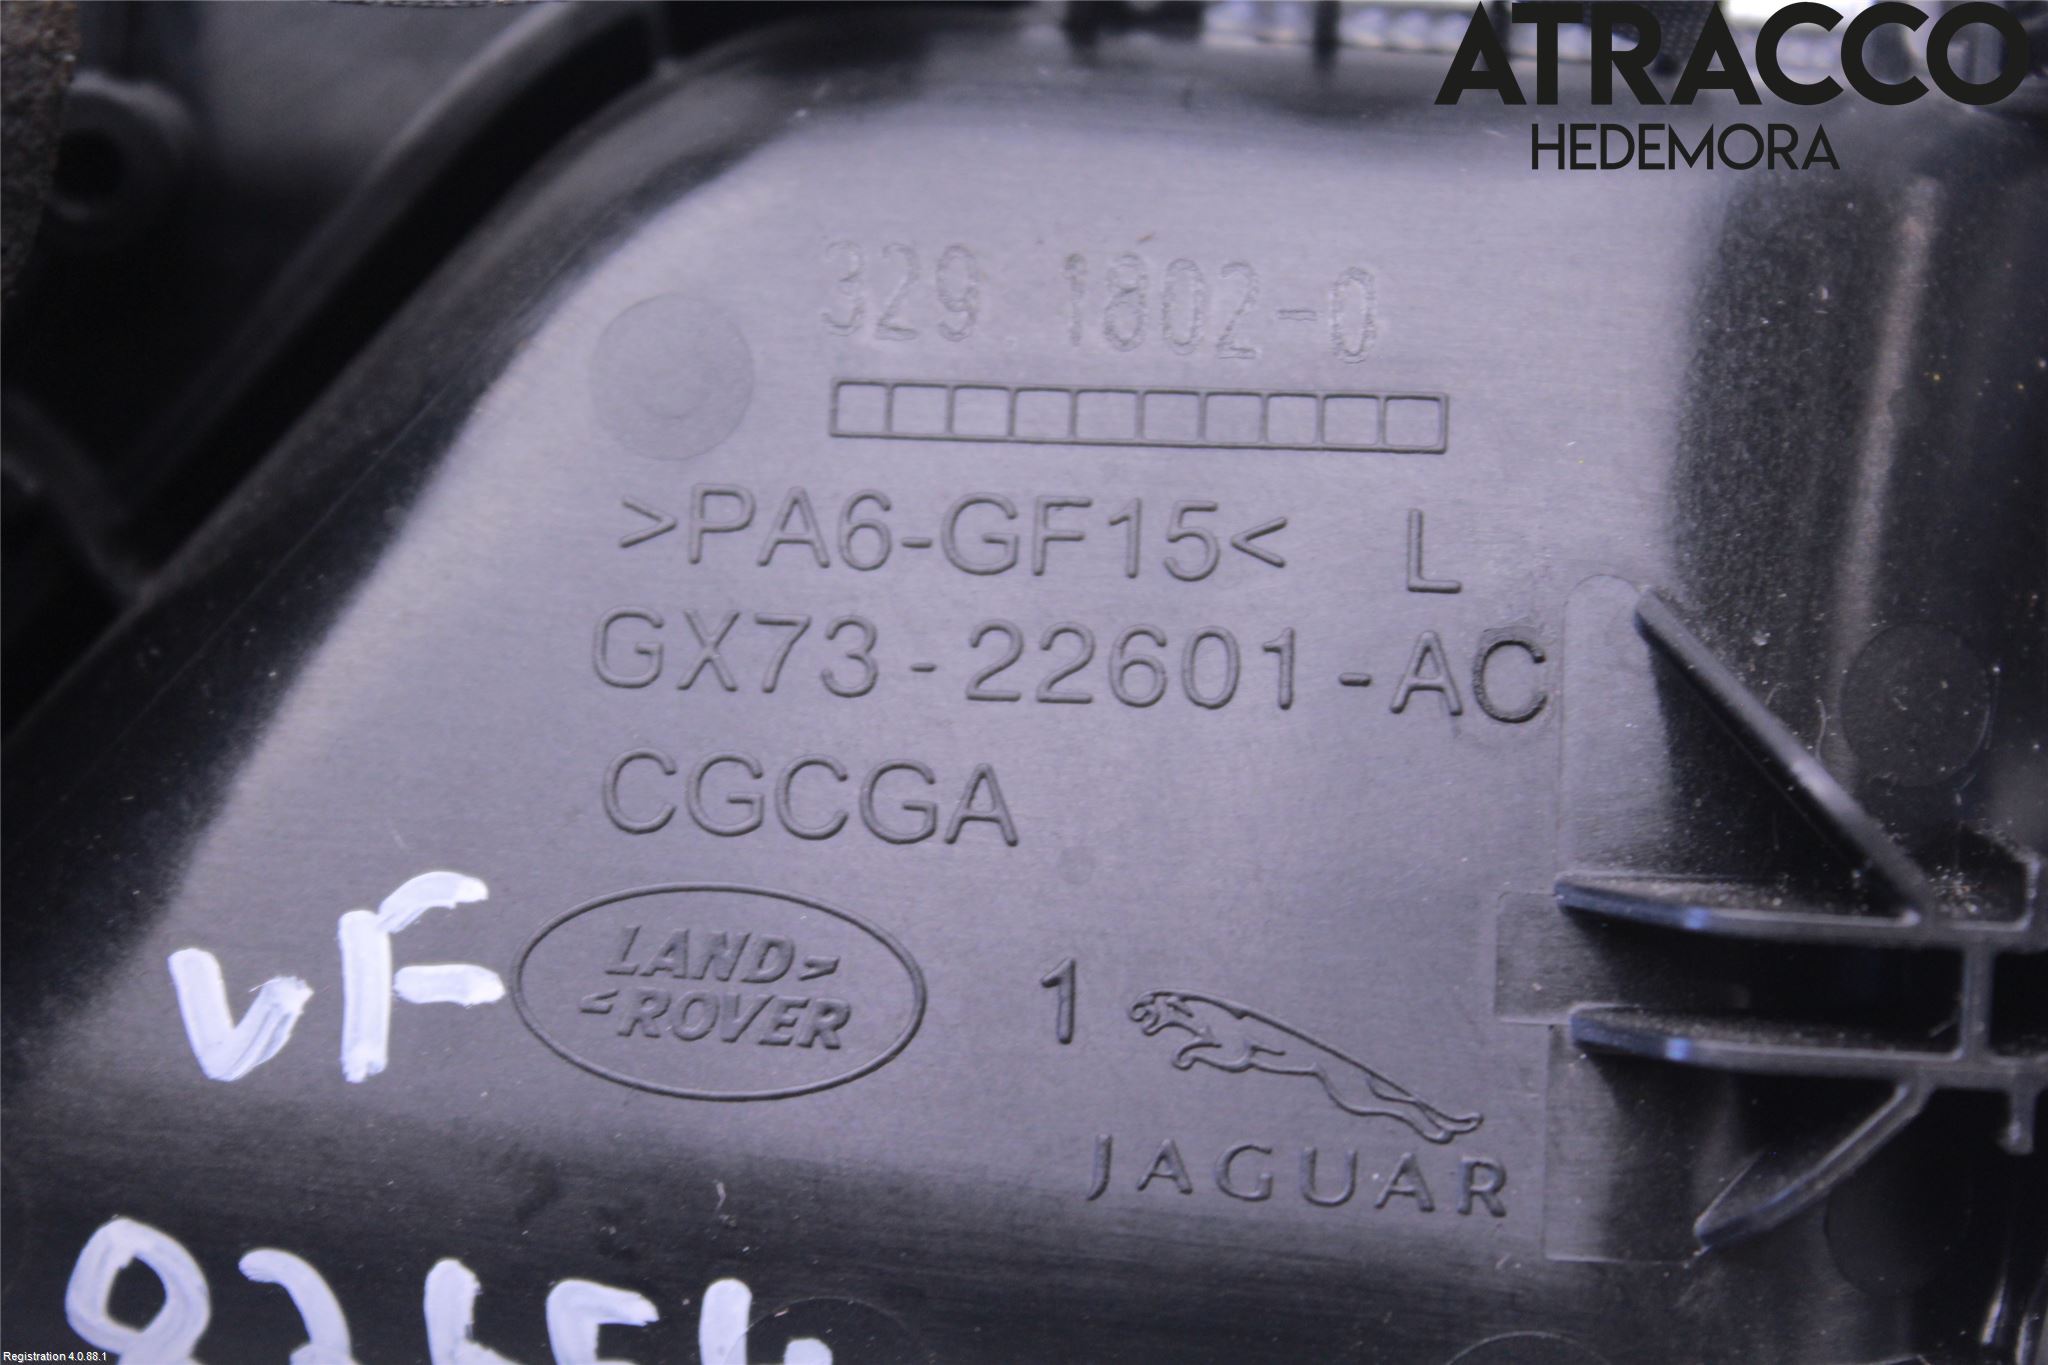 ATRACCO
HEDEMORA
329 1802-0
>PA6-GF15< L
GX73-22601-AC
CGCGA
VF
LAND>
<ROVER
1
JAGUAR
Registration 4.0.88.1